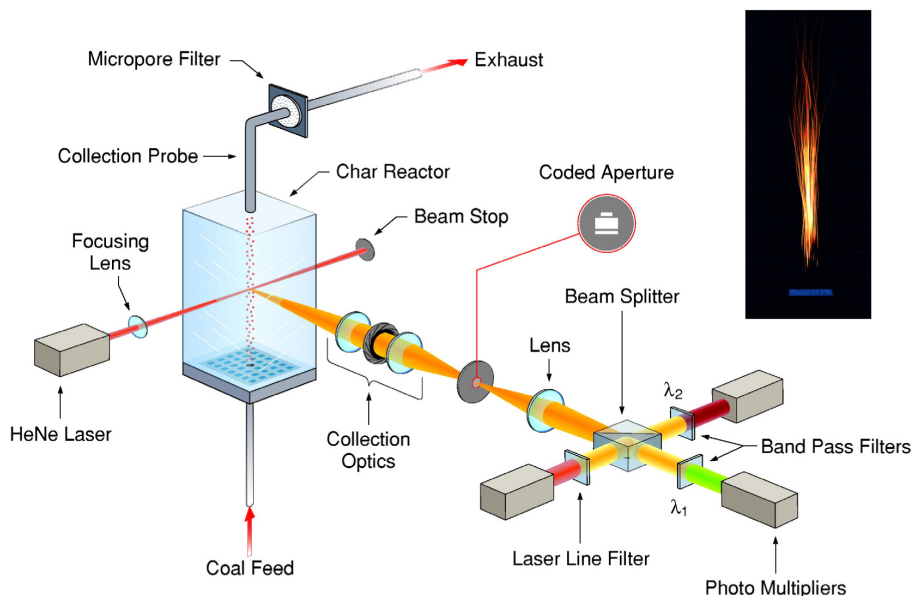 Micropore Filter
Exhaust
Collection Probe
Char Reactor
Coded Aperture
Beam Stop
Focusing
Lens
Beam Splitter
Lens
λ2
HeNe Laser
Collection
Optics
Band Pass Filters
λ1
Laser Line Filter
Coal Feed
Photo Multipliers